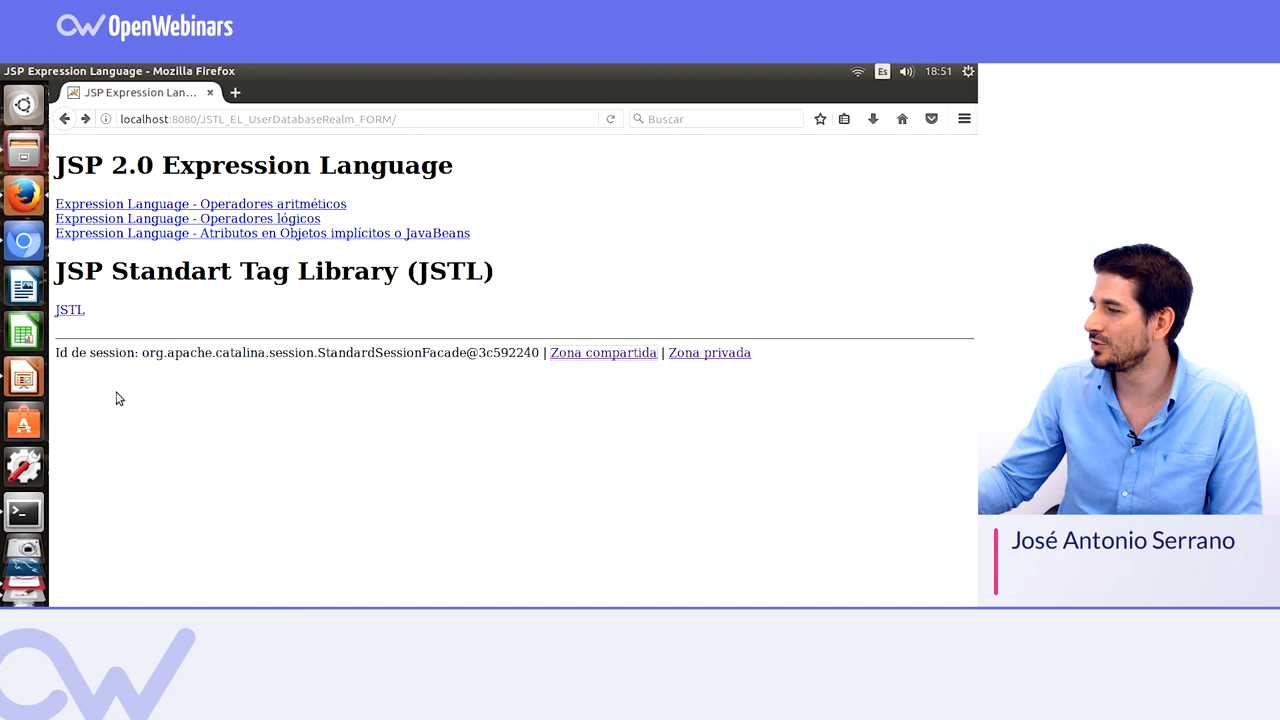 OpenWebinars
JSP Expression Language - Mozilla Firefox
Es
18:51
JSP Expression Lan...
localhost:8080/JSTL_EL_UserDatabaseRealm_FORM/
Buscar
JSP 2.0 Expression Language
Expression Language - Operadores aritméticos
Expression Language - Operadores lógicos
Expression Language - Atributos en Objetos implícitos o JavaBeans
JSP Standart Tag Library (JSTL)
JSTL
Id de session: org.apache.catalina.session.StandardSessionFacade@3c592240 | Zona compartida | Zona privada
José Antonio Serrano